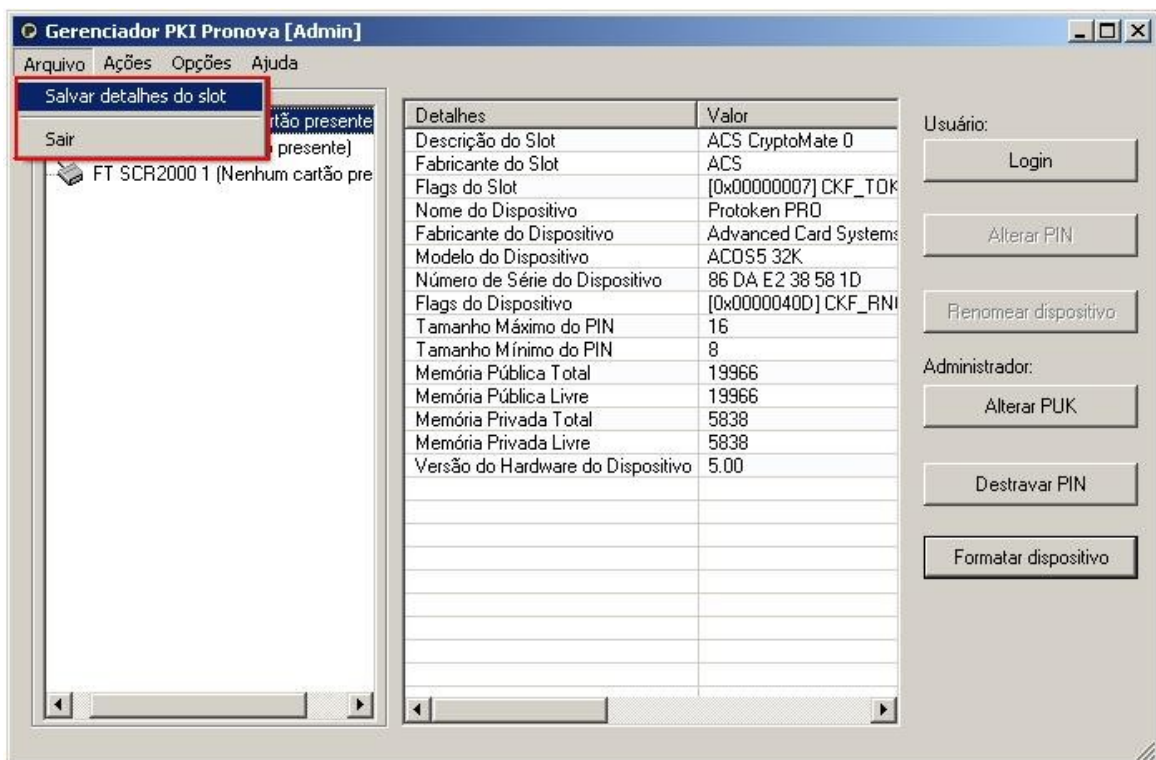 Gerenciador PKI Pronova [Admin]
Arquivo Ações Opções Ajuda
Salvar detalhes do slot
Sair
cartão presente
presente)
FT SCR2000 1 (Nenhum cartão pre
Detalhes Valor
Descrição do Slot ACS CryptoMate 0
Fabricante do Slot ACS
Flags do Slot [0x00000007] CKF_TOK
Nome do Dispositivo Protoken PRO
Fabricante do Dispositivo Advanced Card Systems
Modelo do Dispositivo ACOS5 32K
Número de Série do Dispositivo 86 DA E2 38 58 1D
Flags do Dispositivo [0x0000040D] CKF_RN
Tamanho Máximo do PIN 16
Tamanho Mínimo do PIN 8
Memória Pública Total 19966
Memória Pública Livre 19966
Memória Privada Total 5838
Memória Privada Livre 5838
Versão do Hardware do Dispositivo 5.00
Usuário:
Login
Alterar PIN
Renomear dispositivo
Administrador:
Alterar PUK
Destravar PIN
Formatar dispositivo